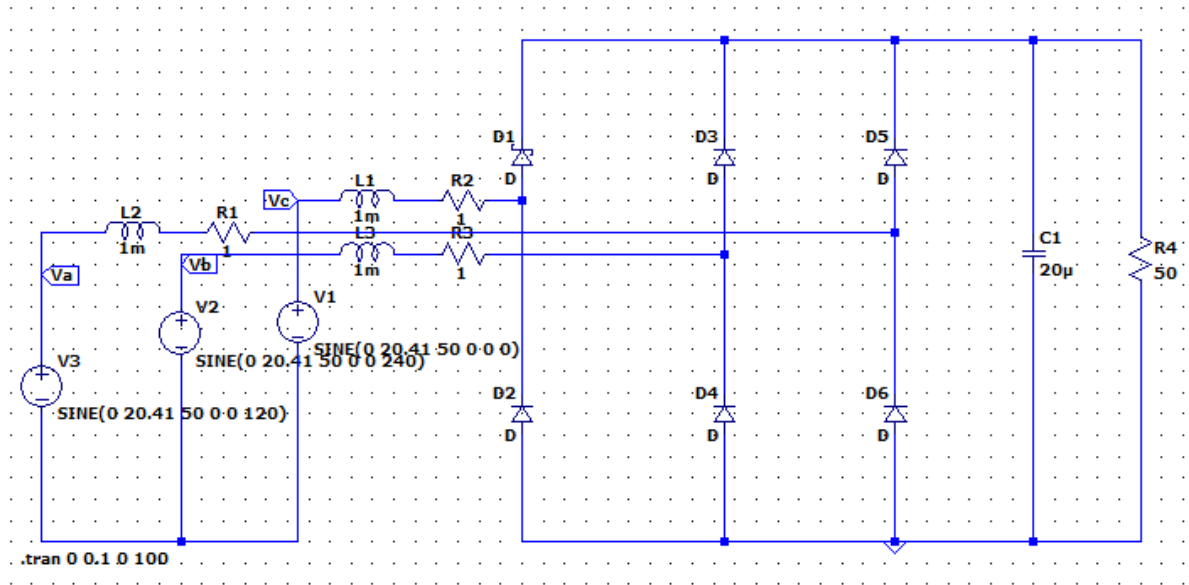 D1
D
D3
D
D5
D
Vc
L1
1m
R2
1
L2
1m
R1
1
L3
1m
R3
1
Va
Vb
C1
20µ
R4
50
V1
SINE(0 20.41 50 0 0 0)
V2
SINE(0 20.41 50 0 0 240)
V3
SINE(0 20.41 50 0 0 120)
D2
D
D4
D
D6
D
.tran 0 0.1 0 100